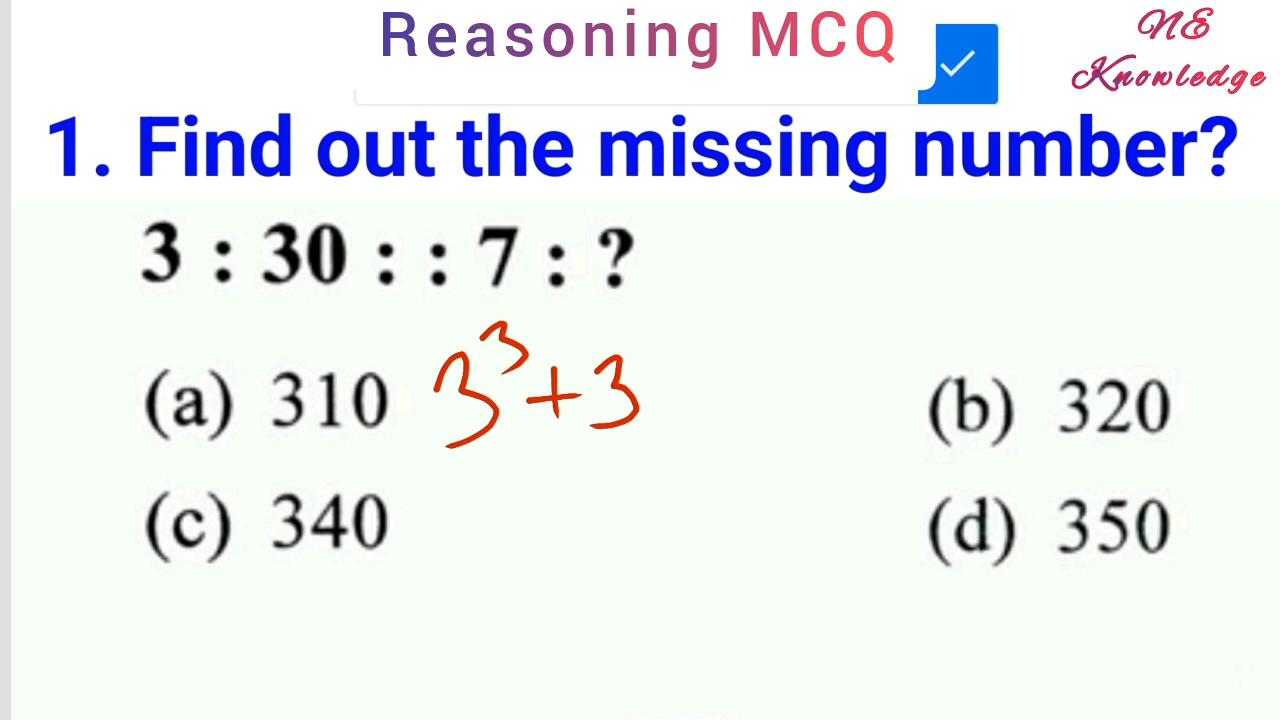 Reasoning MCQ
NE
Knowledge
1. Find out the missing number?
3 : 30 : : 7 : ?
(a) 310 3³+3 (b) 320
(c) 340 (d) 350